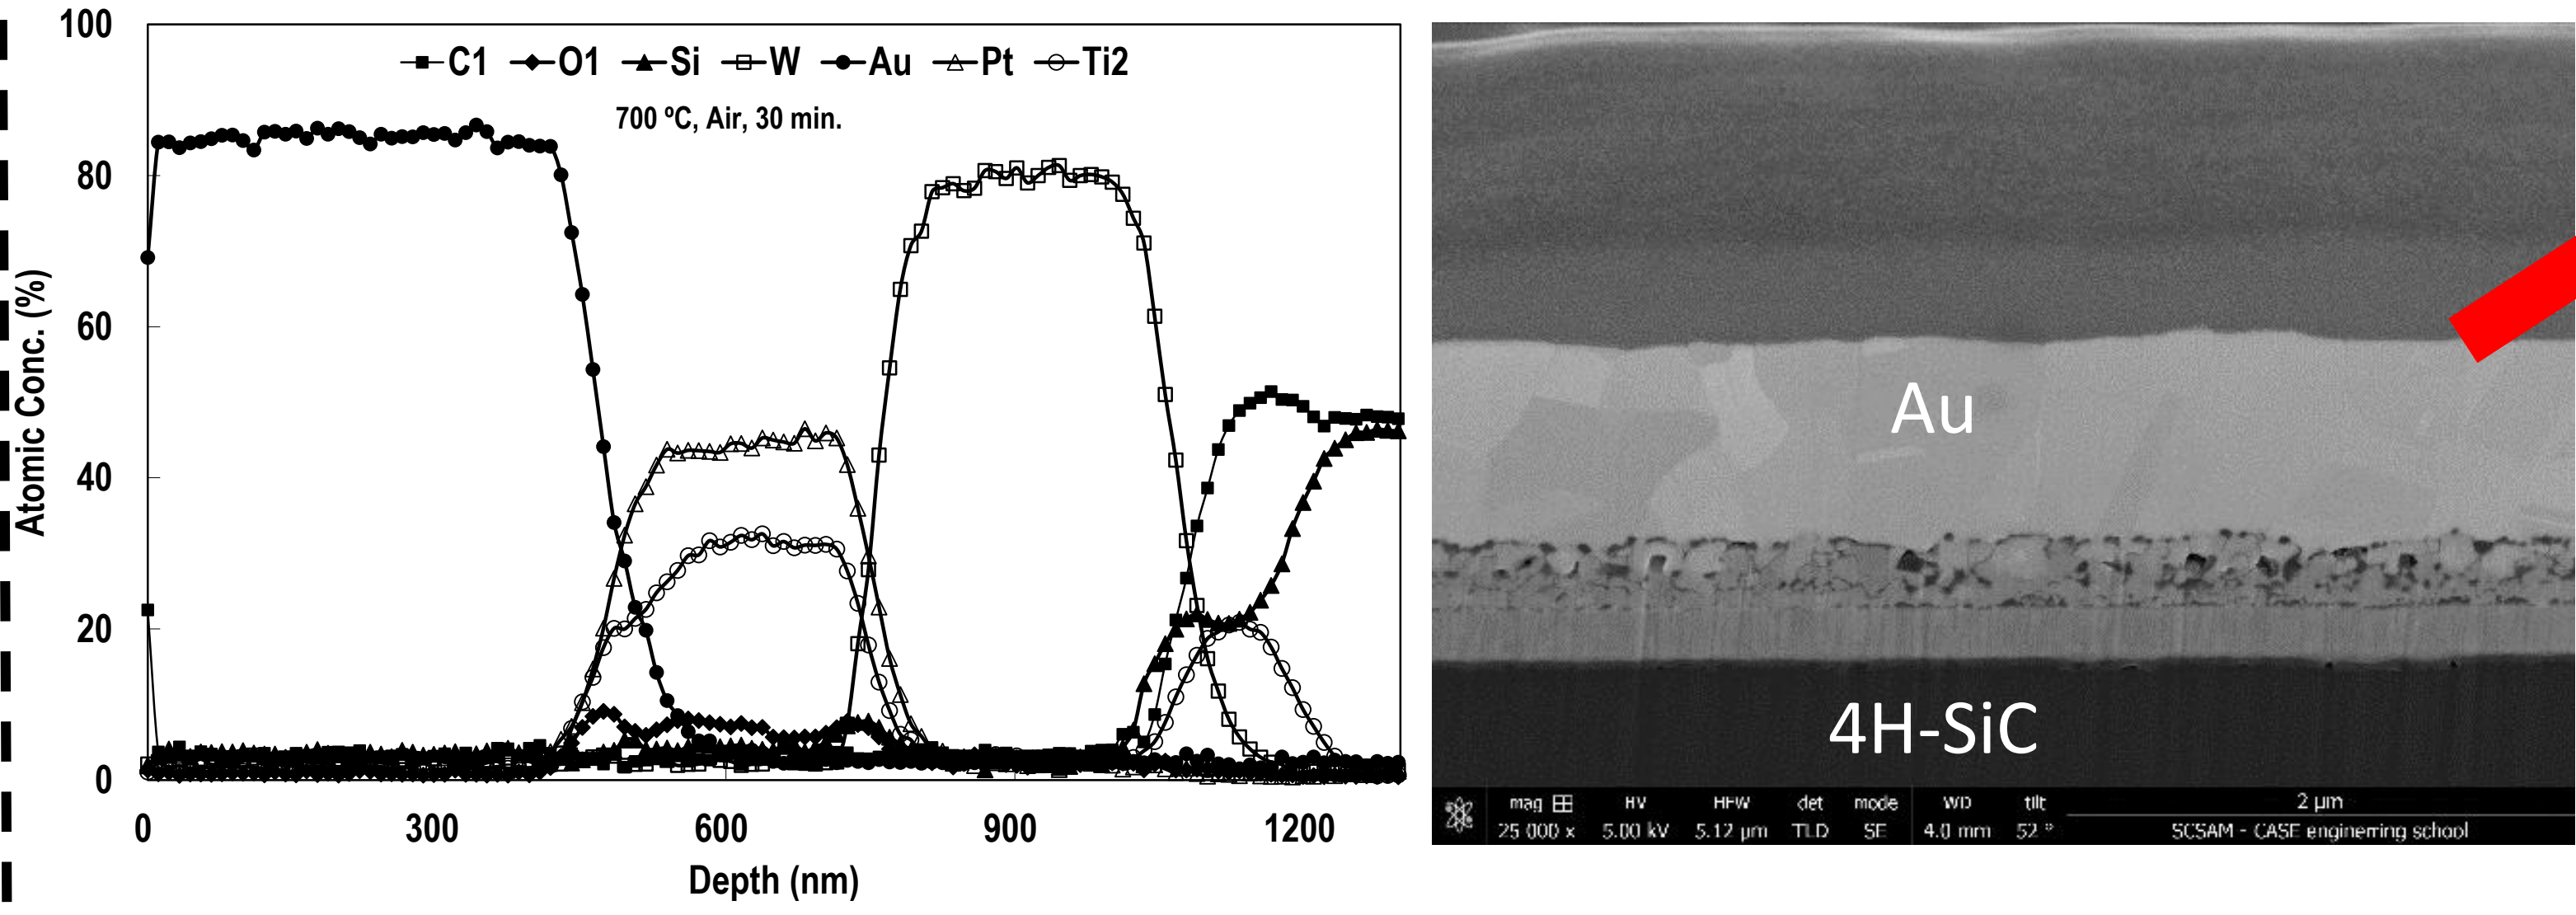 100
80
60
40
20
0
Atomic Conc. (%)
C1 O1 Si W Au Pt Ti2
700 ºC, Air, 30 min.
0 300 600 900 1200
Depth (nm)
Au
4H-SiC
mag HV HFW det mode WD tilt 2 µm
25 000 x 5.00 kV 5.12 µm TLD SE 4.0 mm 52 ° SCSAM - CASE enginerring school